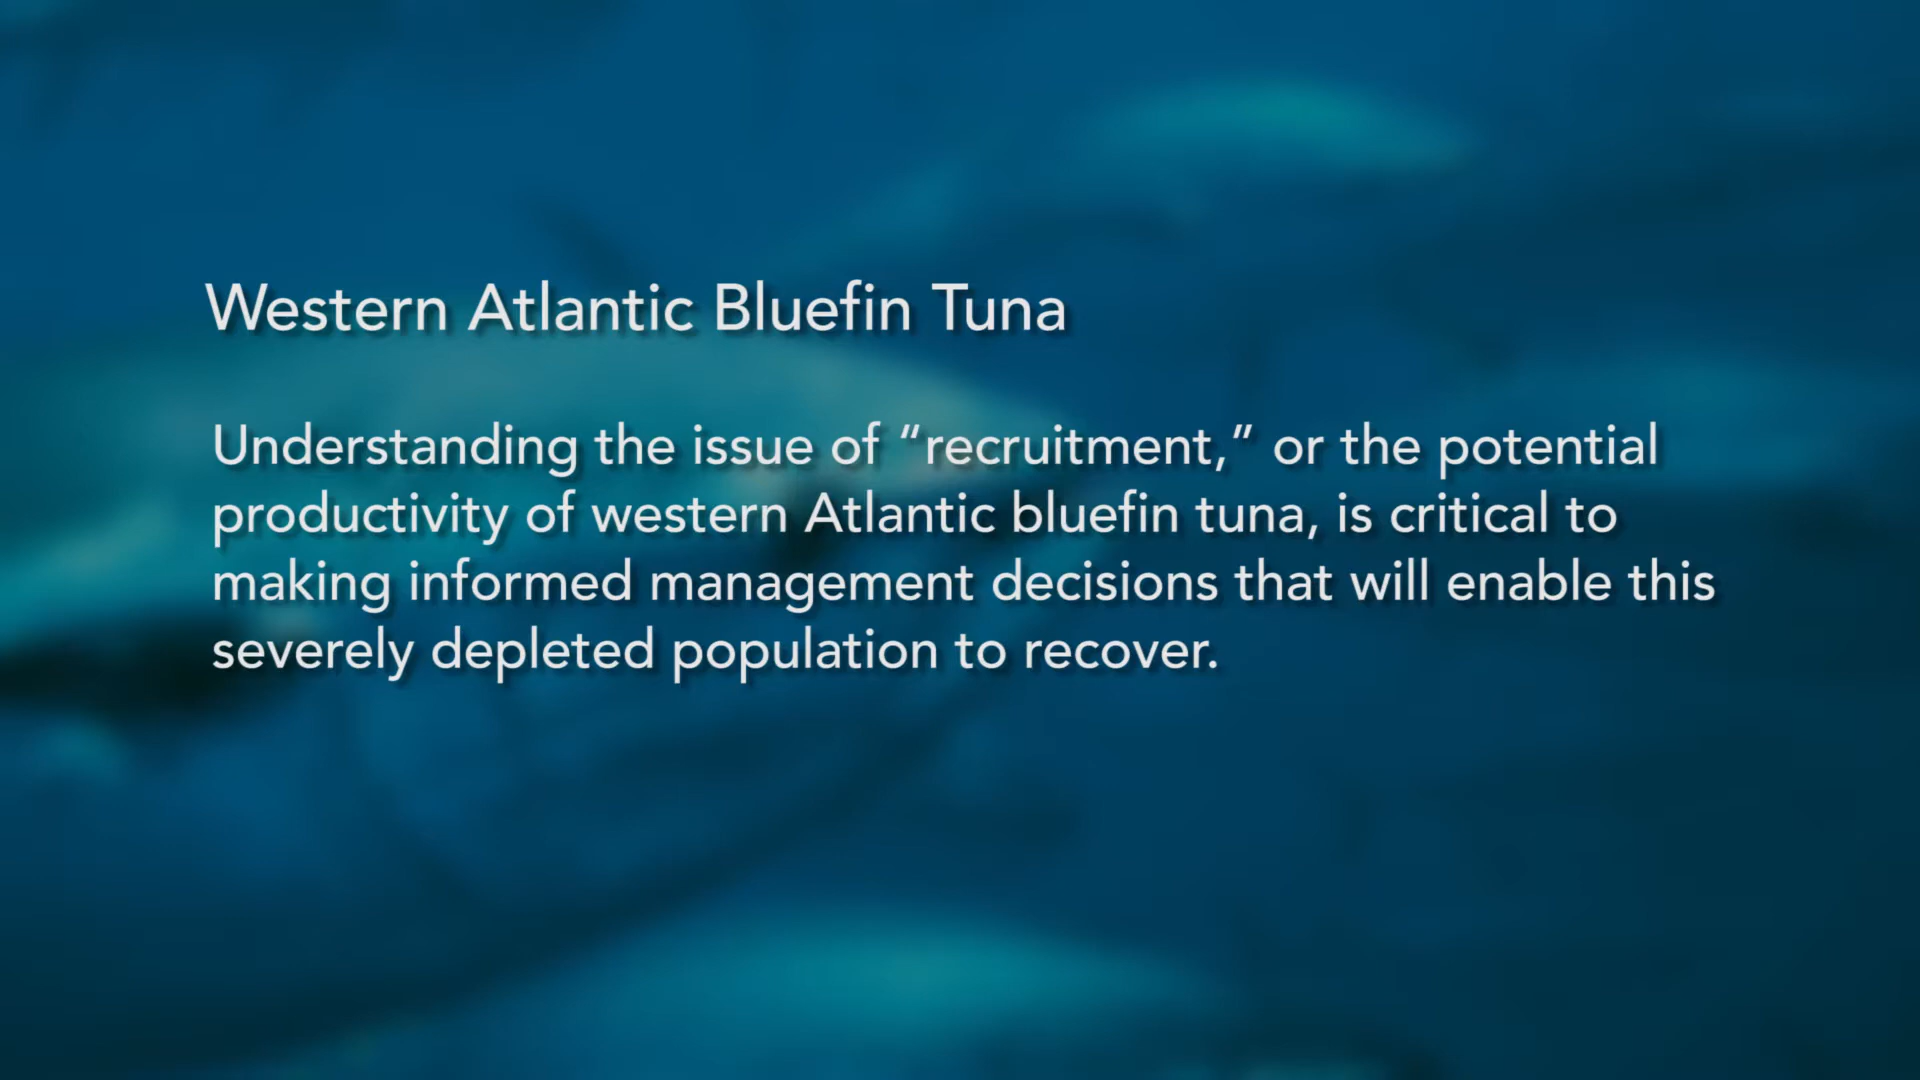 Western Atlantic Bluefin Tuna
Understanding the issue of “recruitment,” or the potential
productivity of western Atlantic bluefin tuna, is critical to
making informed management decisions that will enable this
severely depleted population to recover.